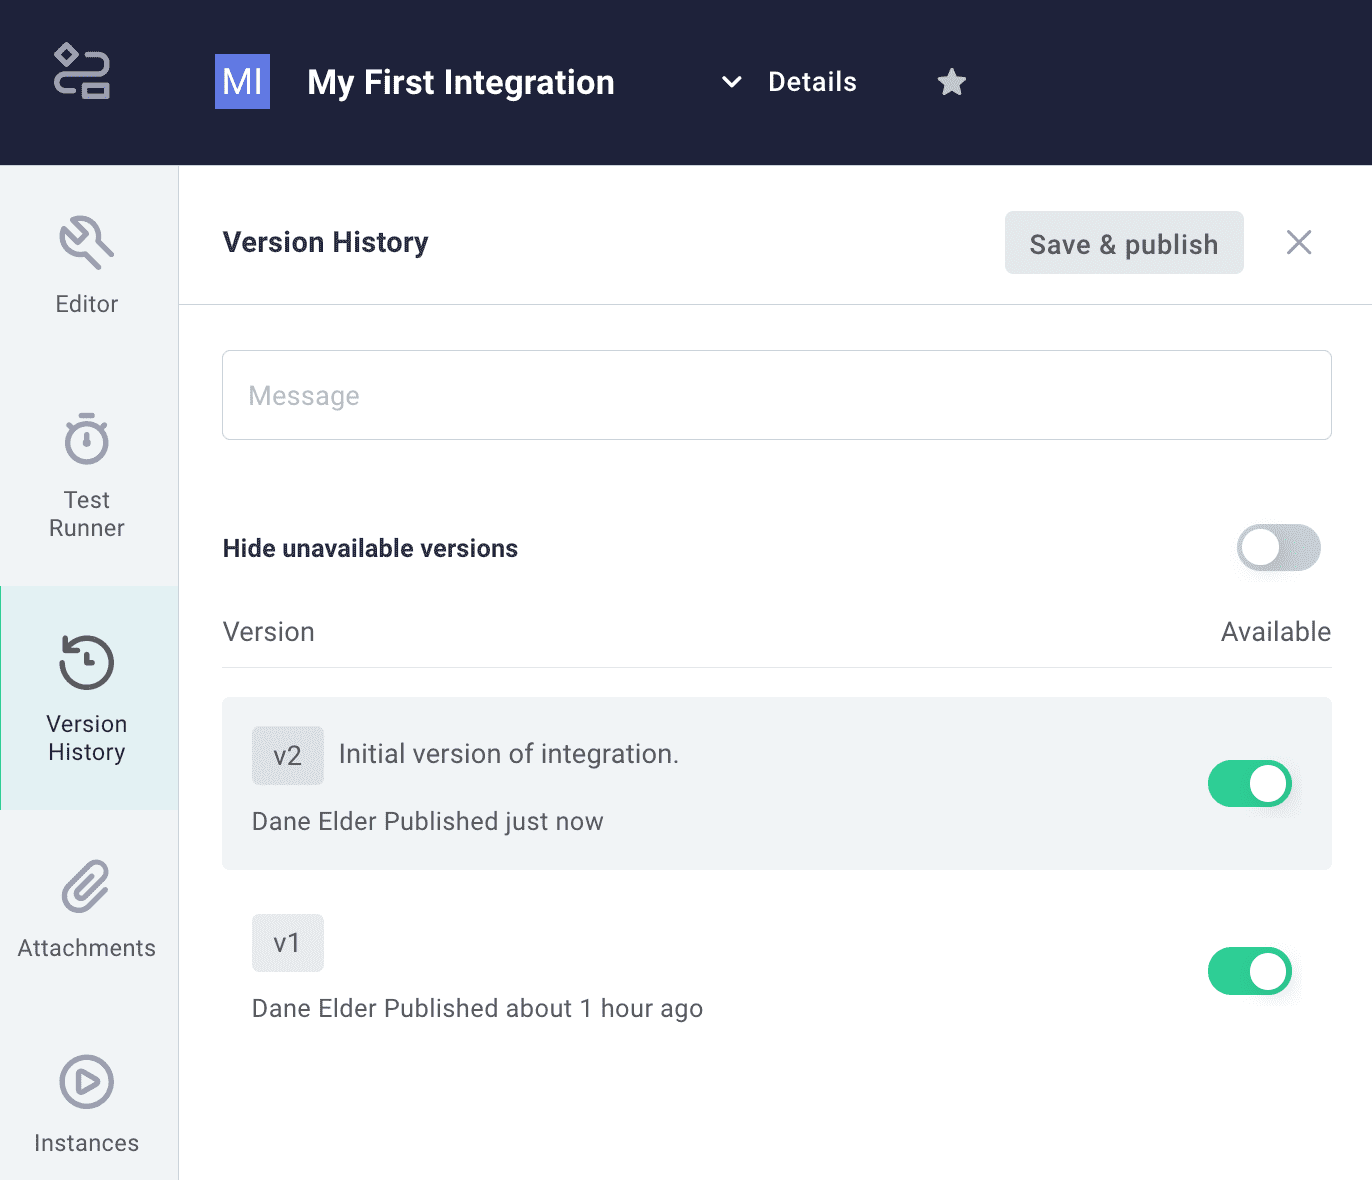 MI My First Integration Details
Editor
Test
Runner
Version
History
Attachments
Instances
Version History Save & publish
Message
Hide unavailable versions
Version Available
v2 Initial version of integration.
Dane Elder Published just now
v1
Dane Elder Published about 1 hour ago